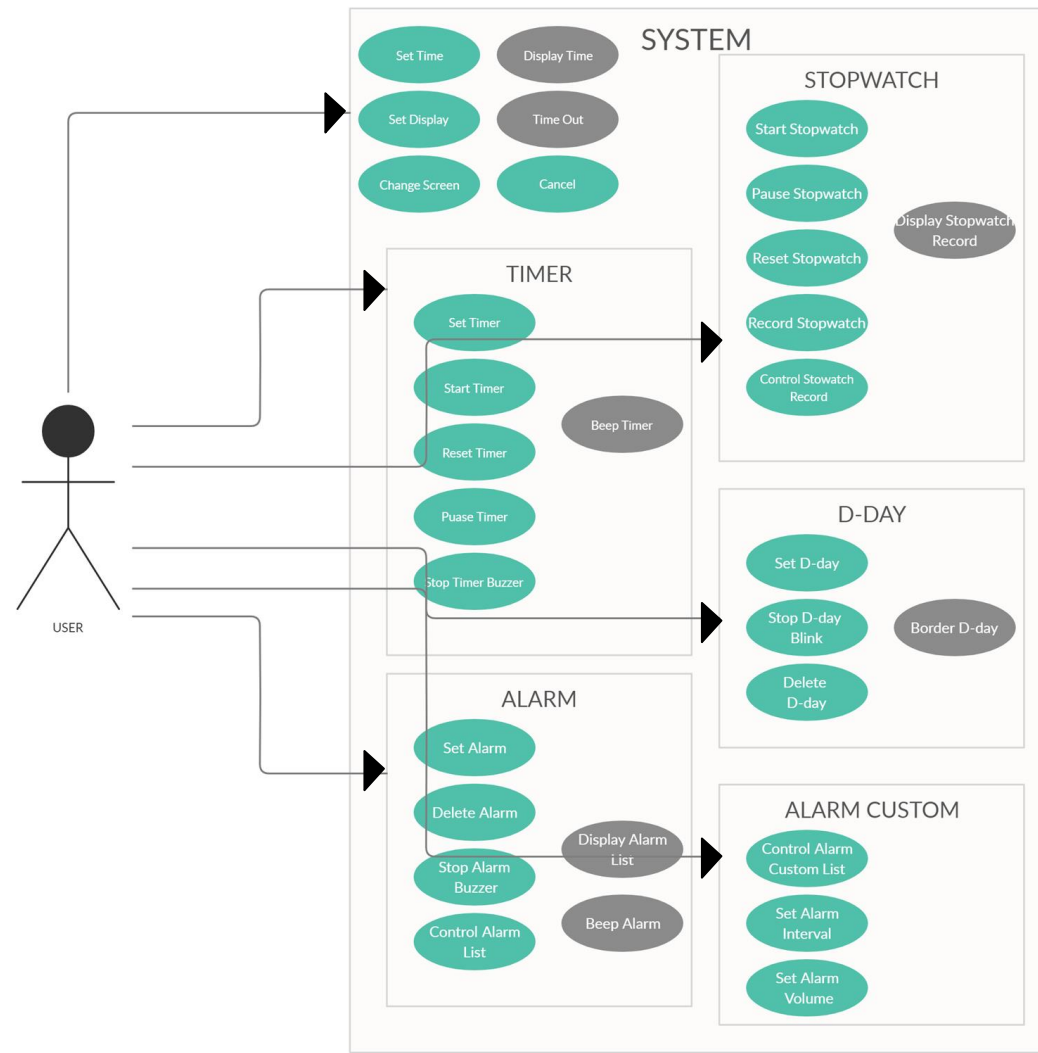 SYSTEM
Set Time
Display Time
Set Display
Time Out
Change Screen
Cancel
STOPWATCH
Start Stopwatch
Pause Stopwatch
Display Stopwatch
Record
Reset Stopwatch
Record Stopwatch
Control Stowatch
Record
TIMER
Set Timer
Start Timer
Beep Timer
Reset Timer
Puase Timer
Stop Timer Buzzer
USER
D-DAY
Set D-day
Stop D-day
Blink
Border D-day
Delete
D-day
ALARM
Set Alarm
Delete Alarm
Display Alarm
List
Stop Alarm
Buzzer
Beep Alarm
Control Alarm
List
ALARM CUSTOM
Control Alarm
Custom List
Set Alarm
Interval
Set Alarm
Volume